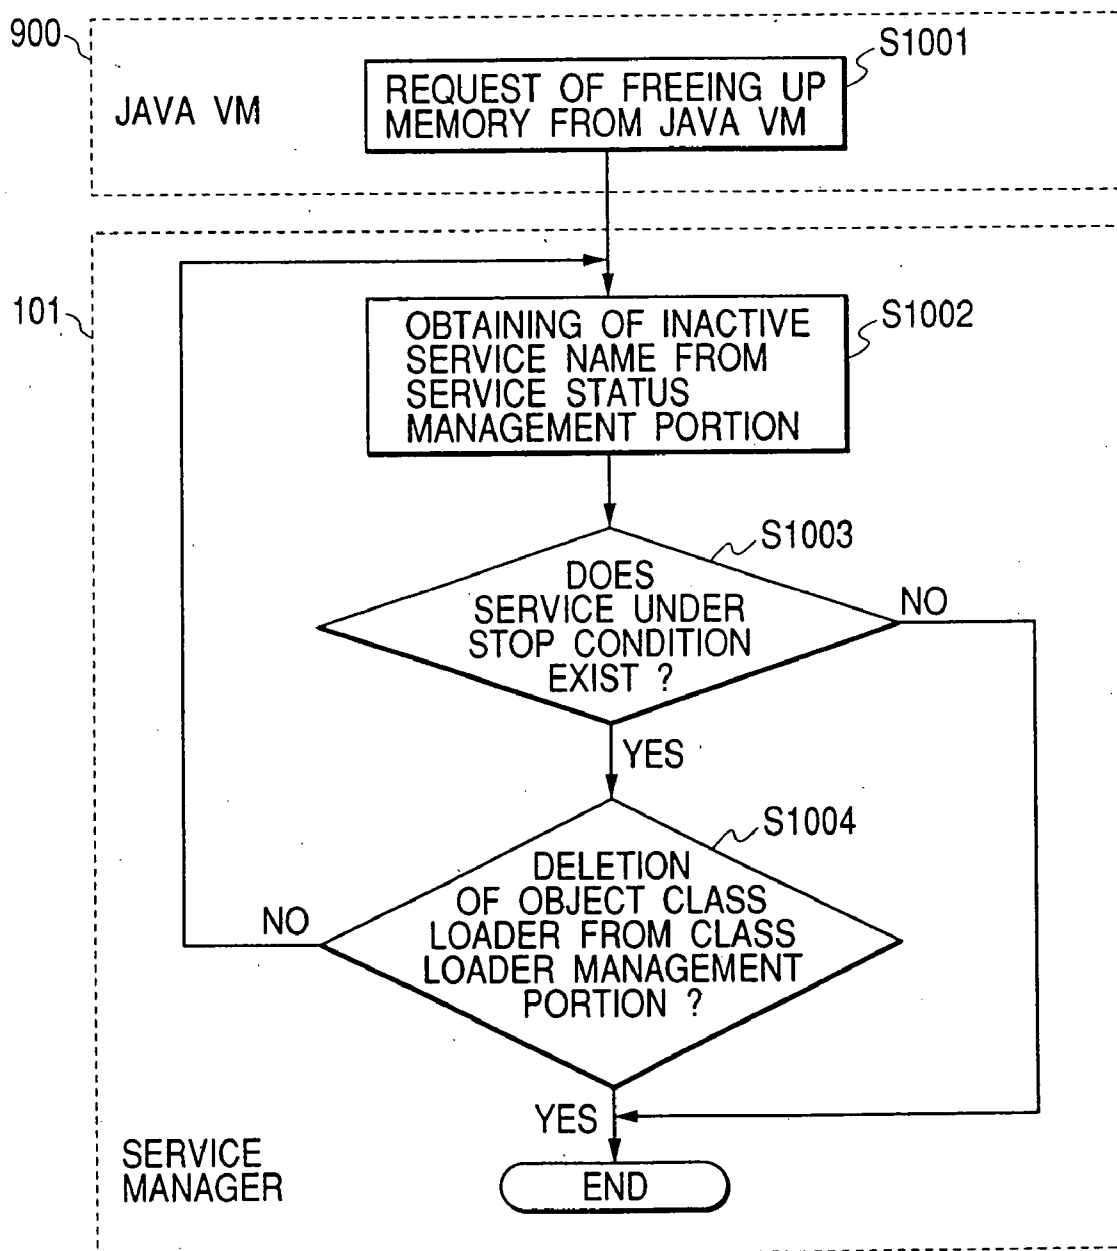 900
S1001
JAVA VM
REQUEST OF FREEING UP
MEMORY FROM JAVA VM
101
S1002
OBTAINING OF INACTIVE
SERVICE NAME FROM
SERVICE STATUS
MANAGEMENT PORTION
S1003
DOES
SERVICE UNDER
STOP CONDITION
EXIST ?
NO
YES
S1004
DELETION
OF OBJECT CLASS
LOADER FROM CLASS
LOADER MANAGEMENT
PORTION ?
NO
YES
END
SERVICE
MANAGER